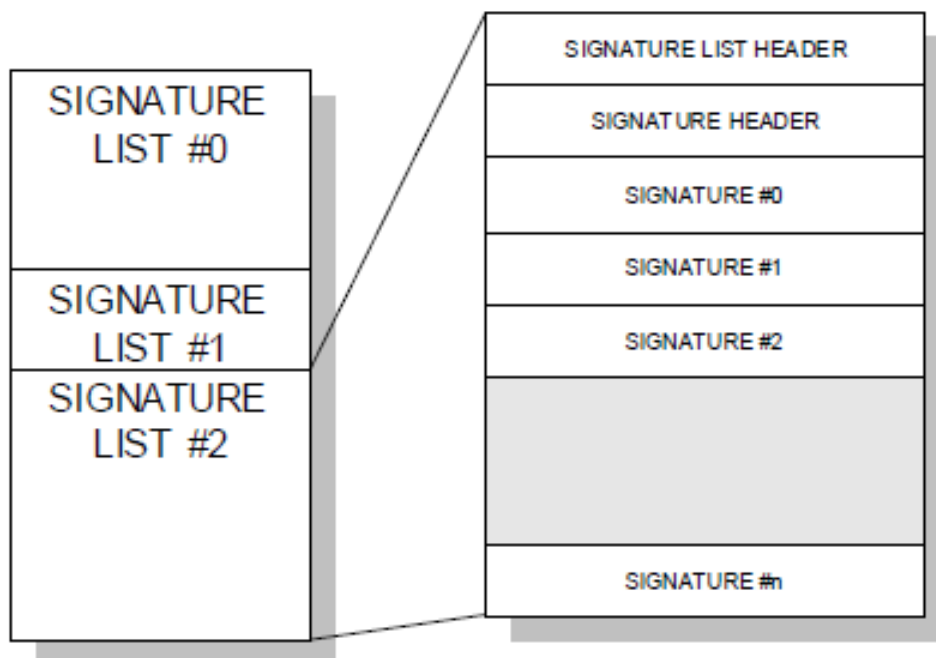 SIGNATURE
LIST #0
SIGNATURE
LIST #1
SIGNATURE
LIST #2
SIGNATURE LIST HEADER
SIGNATURE HEADER
SIGNATURE #0
SIGNATURE #1
SIGNATURE #2
SIGNATURE #n